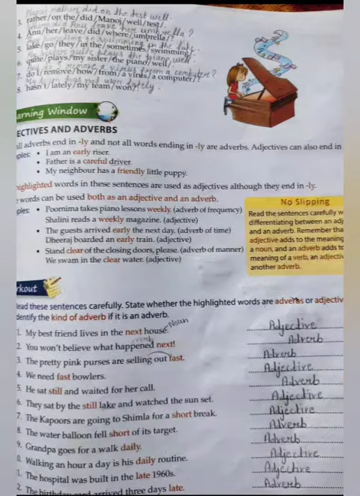 3. rather/up/the/did/Manoj/well/test/
4. Ann/her/leave/did/where/umbrella?
5. lake/go/they/in the/sometimes/swimming/
6. quite/plays/my sister/the piano/well/
7. do I/remove/how/from/a virus/a computer/
8. hasn't/lately/my team/won/
arning Window
ECTIVES AND ADVERBS
all adverbs end in -ly and not all words ending in -ly are adverbs. Adjectives can also end in
ples: • I am an early riser.
• Father is a careful driver.
• My neighbour has a friendly little puppy.
highlighted words in these sentences are used as adjectives although they end in -ly.
words can be used both as an adjective and an adverb.
ples: • Poornima takes piano lessons weekly. (adverb of frequency)
Shalini reads a weekly magazine. (adjective)
• The guests arrived early the next day. (adverb of time)
Dheeraj boarded an early train. (adjective)
• Stand clear of the closing doors, please. (adverb of manner)
We swam in the clear water. (adjective)
No Slipping
Read the sentences carefully w
differentiating between an adj
and an adverb. Remember tha
adjective adds to the meaning
a noun, and an adverb adds to
meaning of a verb, an adjectiv
another adverb.
rkout
Read these sentences carefully. State whether the highlighted words are adverbs or adjectiv
dentify the kind of adverb if it is an adverb.
1. My best friend lives in the next house. Noun Adjective
2. You won't believe what happened next! Adverb
3. The pretty pink purses are selling out fast. Adverb
4. We need fast bowlers. Adjective
5. He sat still and waited for her call. Adverb
6. They sat by the still lake and watched the sun set. Adjective
7. The Kapoors are going to Shimla for a short break. Adjective
8. The water balloon fell short of its target. Adverb
9. Grandpa goes for a walk daily. Adverb
0. Walking an hour a day is his daily routine. Adjective
1. The hospital was built in the late 1960s. Adjective
2. The birthday card arrived three days late. Adverb